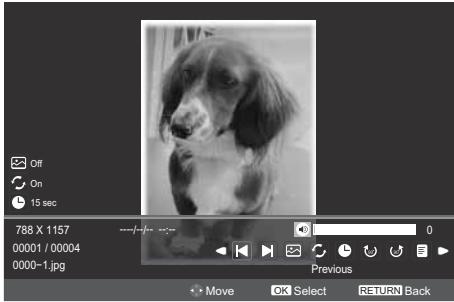 Off
On
15 sec
788 X 1157
----/--/-- --:--
0
00001 / 00004
0000-1.jpg
Previous
Move OK Select RETURN Back